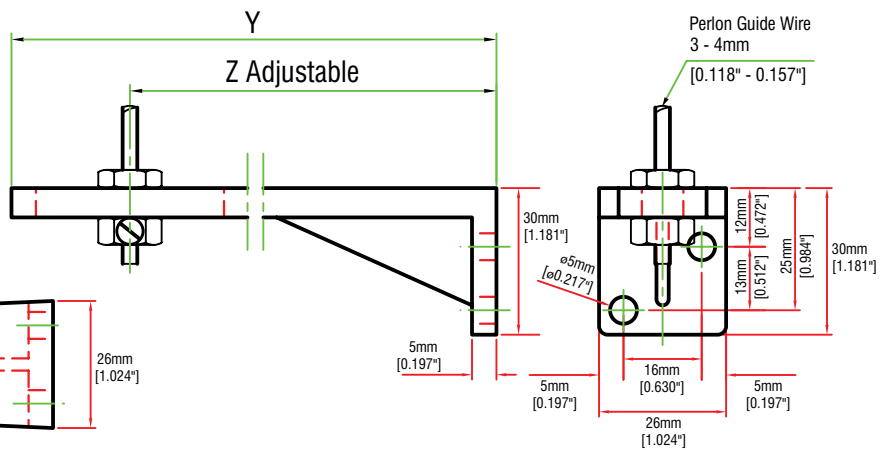 Y
Z Adjustable
Perlon Guide Wire
3 - 4mm
[0.118" - 0.157"]
30mm
[1.181"]
12mm
[0.472"]
13mm
[0.512"]
25mm
[0.984"]
30mm
[1.181"]
ø5mm
[ø0.217"]
26mm
[1.024"]
5mm
[0.197"]
5mm
[0.197"]
16mm
[0.630"]
5mm
[0.197"]
26mm
[1.024"]